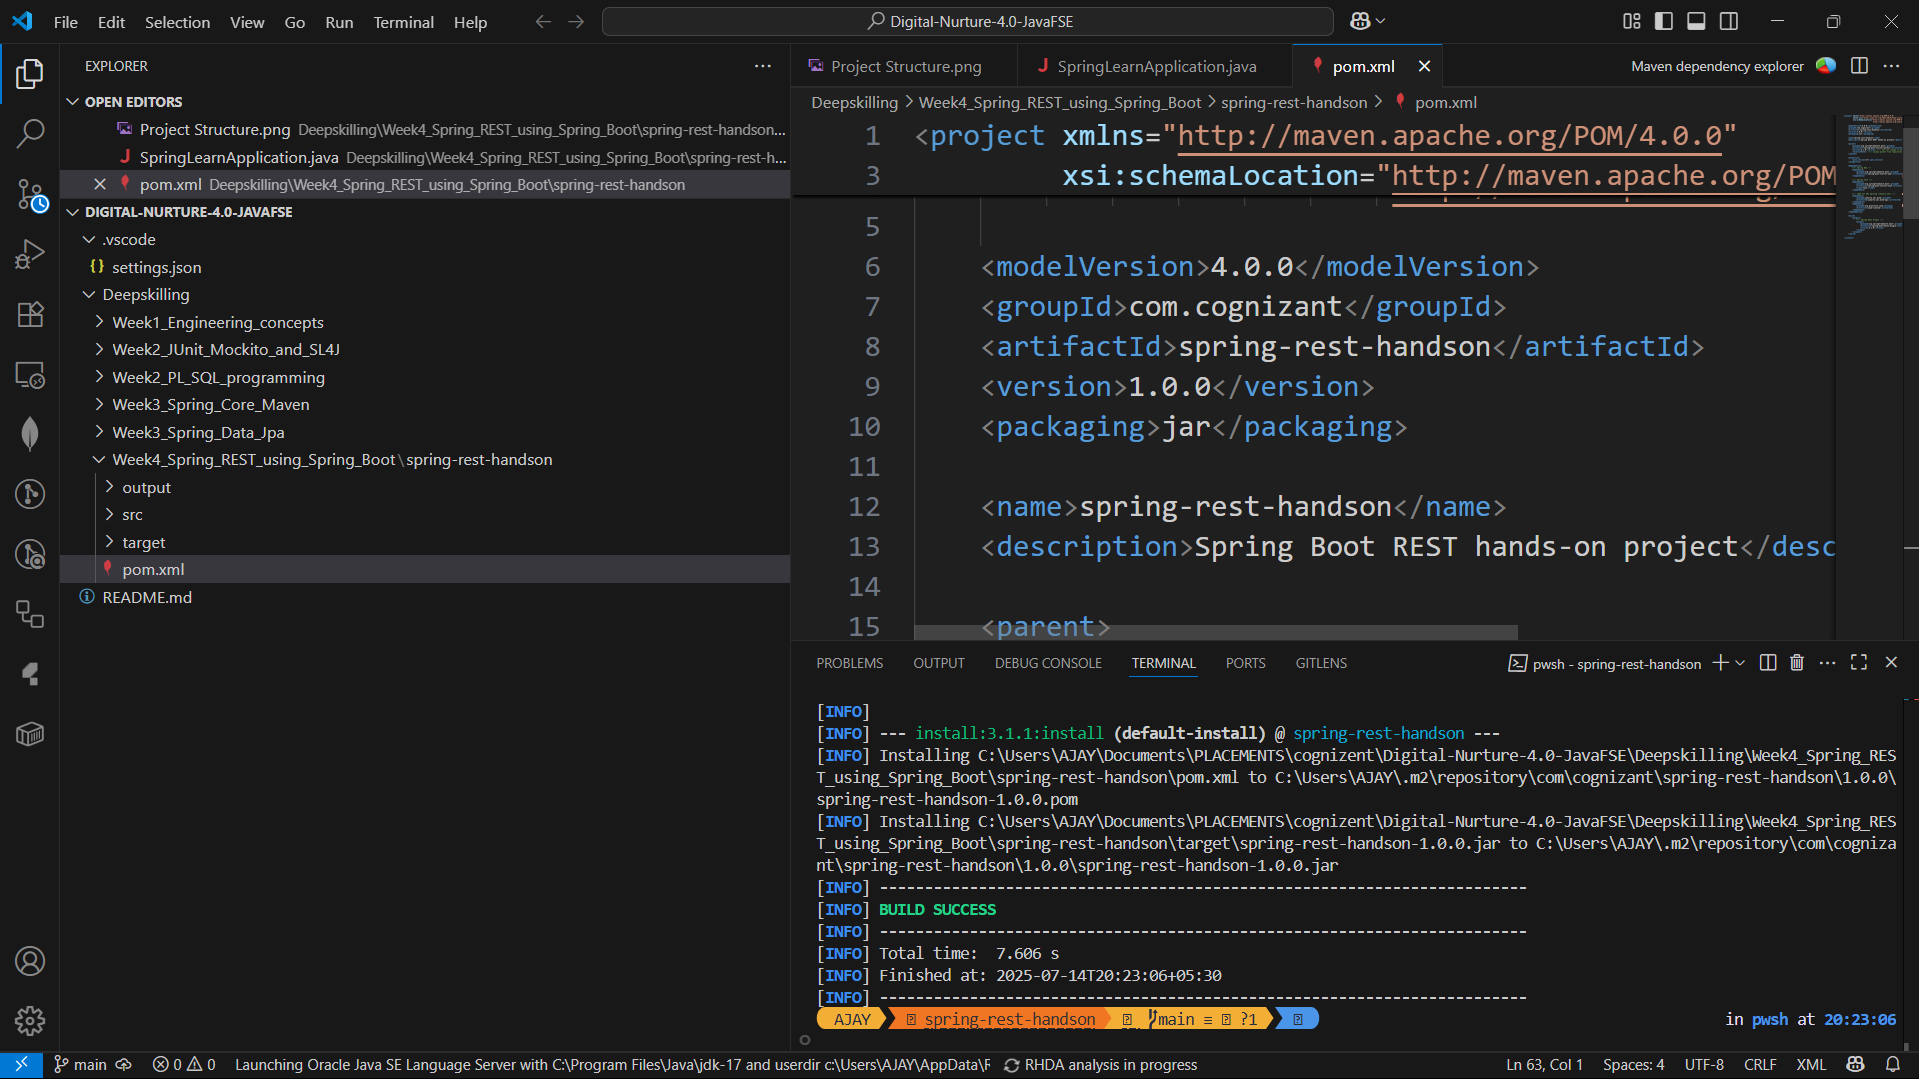 File Edit Selection View Go Run Terminal Help
Digital-Nurture-4.0-JavaFSE
EXPLORER
OPEN EDITORS
Project Structure.png Deepskilling\Week4_Spring_REST_using_Spring_Boot\spring-rest-handson...
SpringLearnApplication.java Deepskilling\Week4_Spring_REST_using_Spring_Boot\spring-rest-h...
pom.xml Deepskilling\Week4_Spring_REST_using_Spring_Boot\spring-rest-handson
DIGITAL-NURTURE-4.0-JAVAFSE
.vscode
{} settings.json
Deepskilling
Week1_Engineering_concepts
Week2_JUnit_Mockito_and_SL4J
Week2_PL_SQL_programming
Week3_Spring_Core_Maven
Week3_Spring_Data_Jpa
Week4_Spring_REST_using_Spring_Boot\spring-rest-handson
output
src
target
pom.xml
README.md
Project Structure.png
SpringLearnApplication.java
pom.xml
Maven dependency explorer
Deepskilling > Week4_Spring_REST_using_Spring_Boot > spring-rest-handson > pom.xml
1 <project xmlns="http://maven.apache.org/POM/4.0.0"
3 xsi:schemaLocation="http://maven.apache.org/POM
5
6 <modelVersion>4.0.0</modelVersion>
7 <groupId>com.cognizant</groupId>
8 <artifactId>spring-rest-handson</artifactId>
9 <version>1.0.0</version>
10 <packaging>jar</packaging>
11
12 <name>spring-rest-handson</name>
13 <description>Spring Boot REST hands-on project</desc
14
15 <parent>
PROBLEMS OUTPUT DEBUG CONSOLE TERMINAL PORTS GITLENS
pwsh - spring-rest-handson
[INFO]
[INFO] --- install:3.1.1:install (default-install) @ spring-rest-handson ---
[INFO] Installing C:\Users\AJAY\Documents\PLACEMENTS\cognizent\Digital-Nurture-4.0-JavaFSE\Deepskilling\Week4_Spring_RES
T_using_Spring_Boot\spring-rest-handson\pom.xml to C:\Users\AJAY\.m2\repository\com\cognizant\spring-rest-handson\1.0.0\
spring-rest-handson-1.0.0.pom
[INFO] Installing C:\Users\AJAY\Documents\PLACEMENTS\cognizent\Digital-Nurture-4.0-JavaFSE\Deepskilling\Week4_Spring_RES
T_using_Spring_Boot\spring-rest-handson\target\spring-rest-handson-1.0.0.jar to C:\Users\AJAY\.m2\repository\com\cogniza
nt\spring-rest-handson\1.0.0\spring-rest-handson-1.0.0.jar
[INFO] ------------------------------------------------------------------------
[INFO] BUILD SUCCESS
[INFO] ------------------------------------------------------------------------
[INFO] Total time:  7.606 s
[INFO] Finished at: 2025-07-14T20:23:06+05:30
[INFO] ------------------------------------------------------------------------
AJAY spring-rest-handson main ≡ ?1
in pwsh at 20:23:06
main 0 0 Launching Oracle Java SE Language Server with C:\Program Files\Java\jdk-17 and userdir c:\Users\AJAY\AppData\R RHDA analysis in progress
Ln 63, Col 1 Spaces: 4 UTF-8 CRLF XML